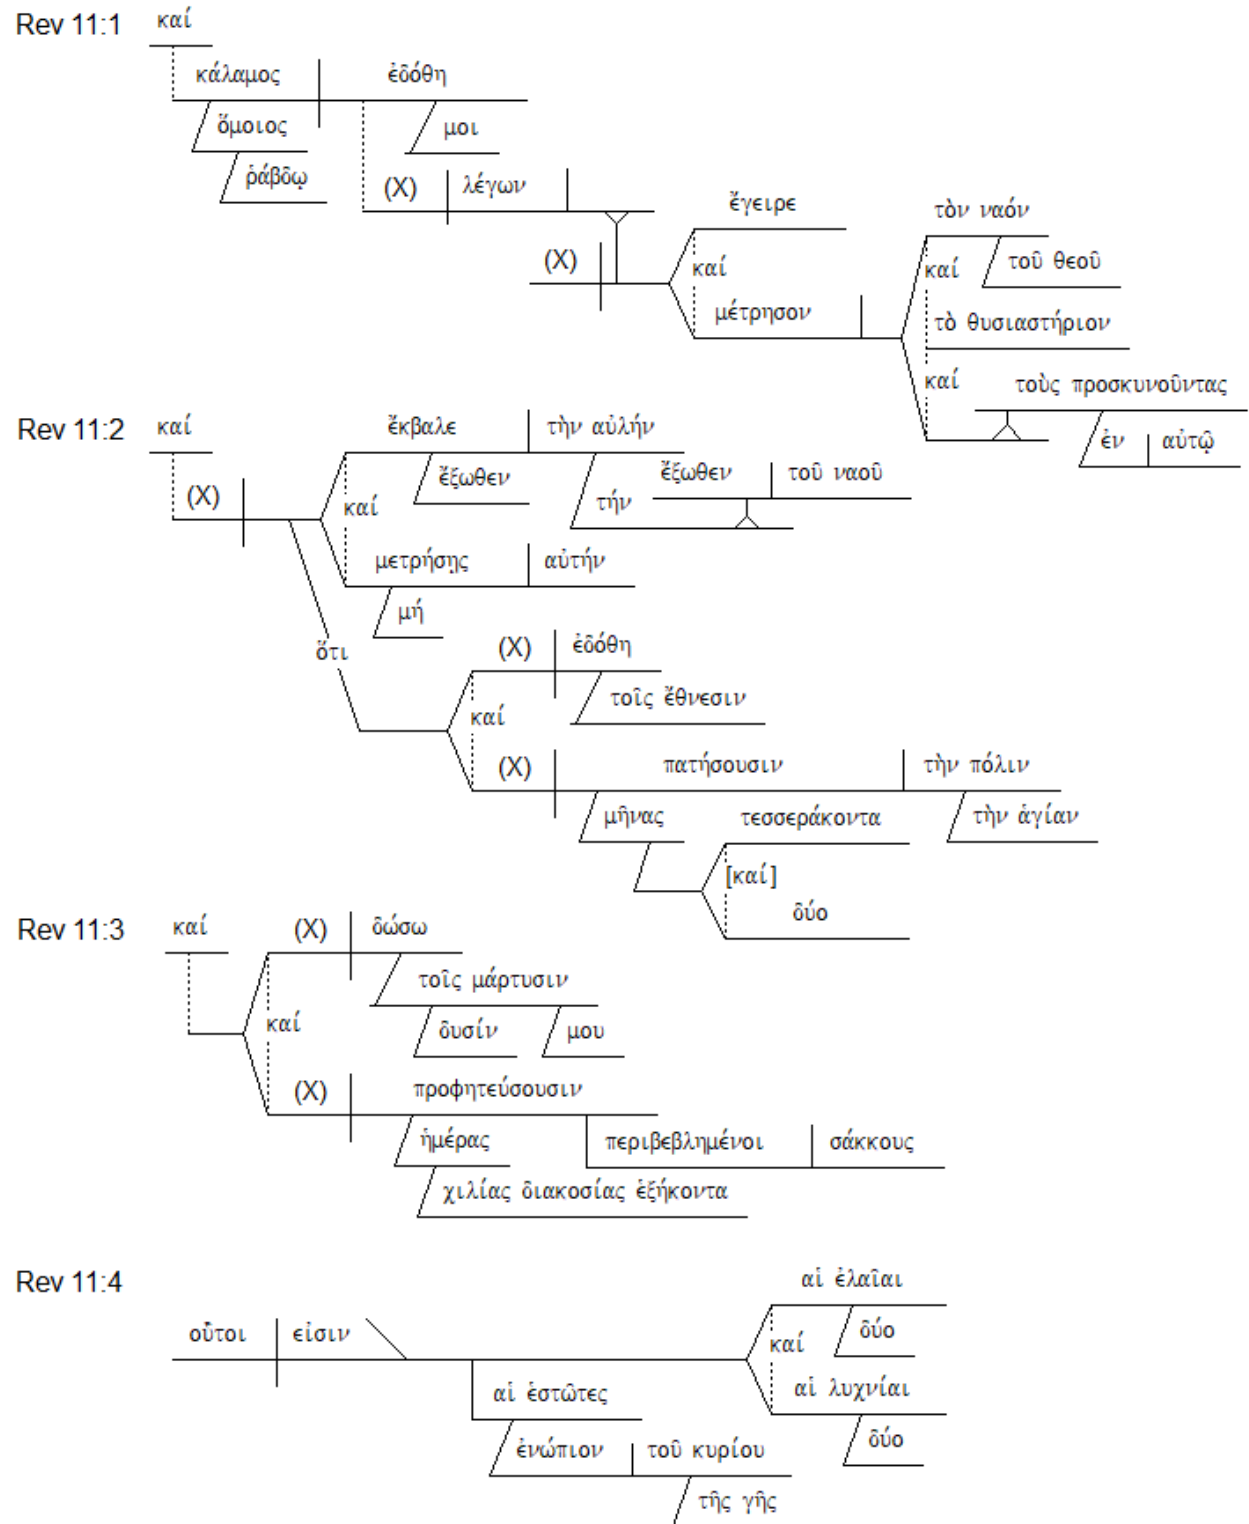 Rev 11:1 καί
κάλαμος ἐδόθη
ὅμοιος μοι
ῥάβδῳ (X) λέγων
ἔγειρε τὸν ναόν
(X) καί καί τοῦ θεοῦ
μέτρησον τὸ θυσιαστήριον
καί τοὺς προσκυνοῦντας
ἐν αὐτῷ
Rev 11:2 καί ἔκβαλε τὴν αὐλήν
(X) ἔξωθεν ἔξωθεν τοῦ ναοῦ
καί τήν
μετρήσῃς αὐτήν
μή
ὅτι (X) ἐδόθη
τοῖς ἔθνεσιν
καί
(X) πατήσουσιν τὴν πόλιν
μῆνας τεσσεράκοντα τὴν ἁγίαν
[καί]
δύο
Rev 11:3 καί (X) δώσω
τοῖς μάρτυσιν
καί δυσίν μου
(X) προφητεύσουσιν
ἡμέρας περιβεβλημένοι σάκκους
χιλίας διακοσίας ἑξήκοντα
Rev 11:4 αἱ ἐλαῖαι
οὗτοι εἰσιν καί δύο
αἱ ἑστῶτες αἱ λυχνίαι
ἐνώπιον τοῦ κυρίου δύο
τῆς γῆς